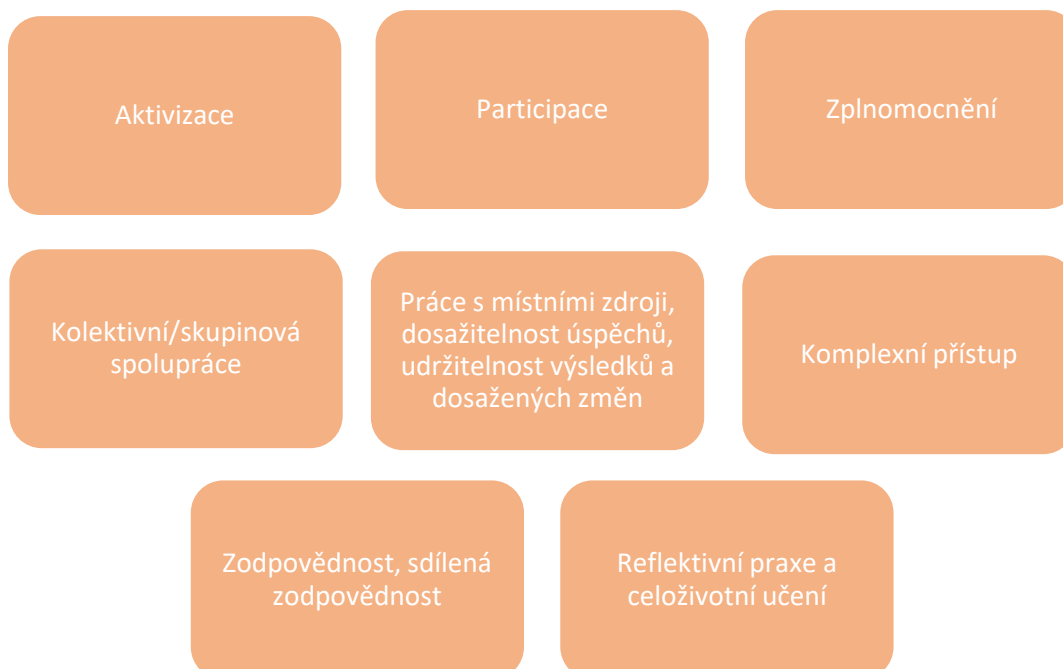 Aktivizace
Participace
Zplnomocnění
Kolektivní/skupinová
spolupráce
Práce s místními zdroji,
dosažitelnost úspěchů,
udržitelnost výsledků a
dosažených změn
Komplexní přístup
Zodpovědnost, sdílená
zodpovědnost
Reflektivní praxe a
celoživotní učení